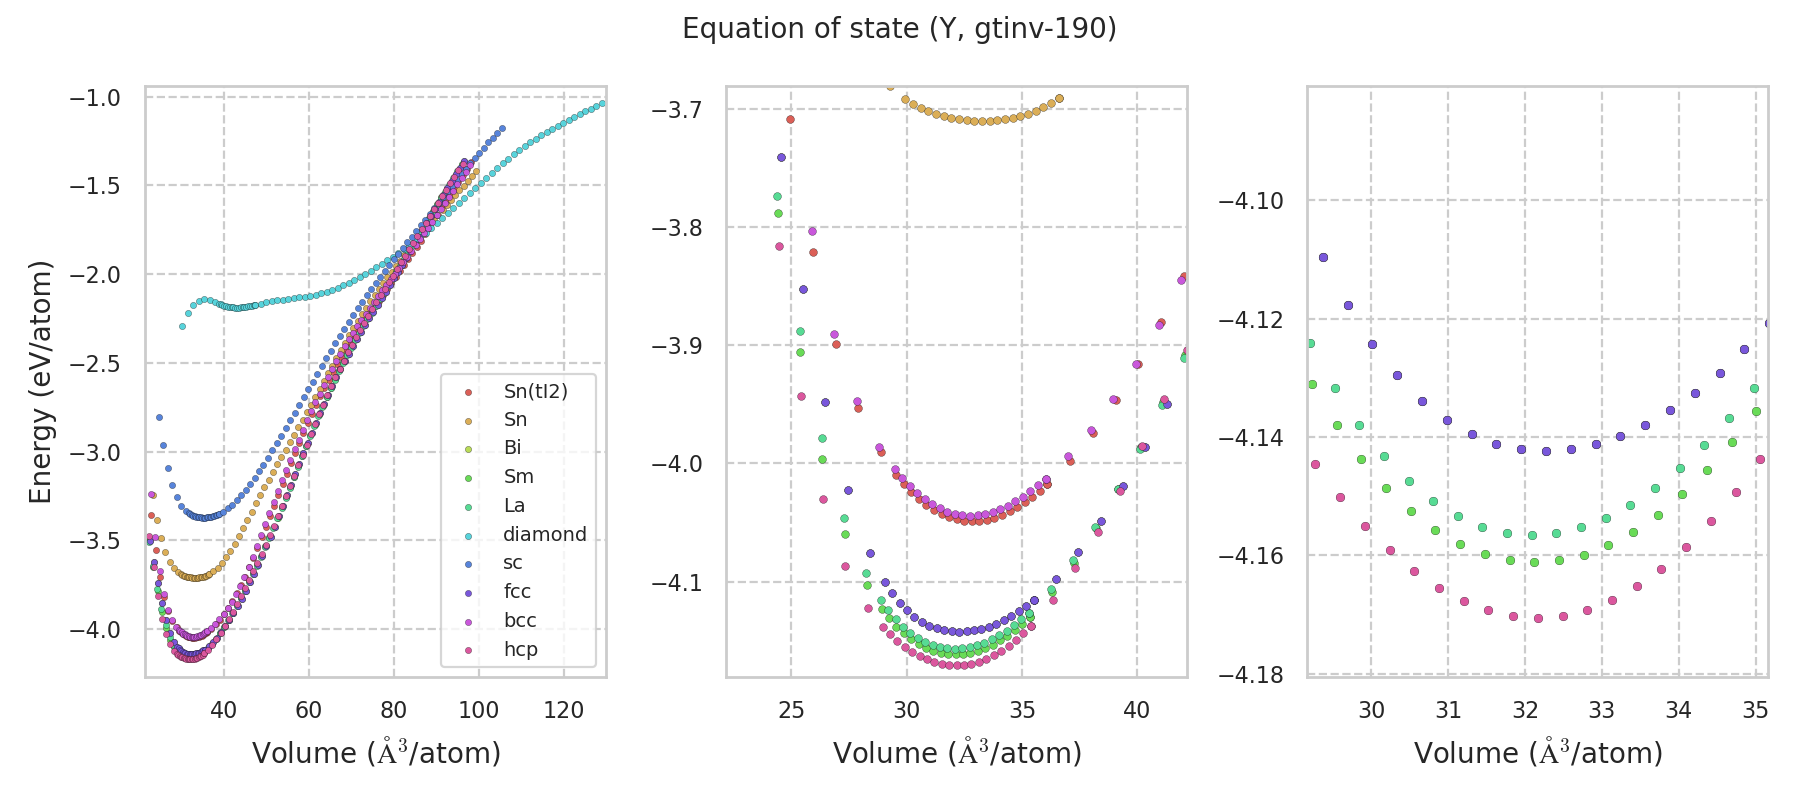 Equation of state (Y, gtinv-190)
Energy (eV/atom)
−1.0
−1.5
−2.0
−2.5
−3.0
−3.5
−4.0
40 60 80 100 120
Volume (Å³/atom)
Sn(tI2)
Sn
Bi
Sm
La
diamond
sc
fcc
bcc
hcp
−3.7
−3.8
−3.9
−4.0
−4.1
25 30 35 40
Volume (Å³/atom)
−4.10
−4.12
−4.14
−4.16
−4.18
30 31 32 33 34 35
Volume (Å³/atom)